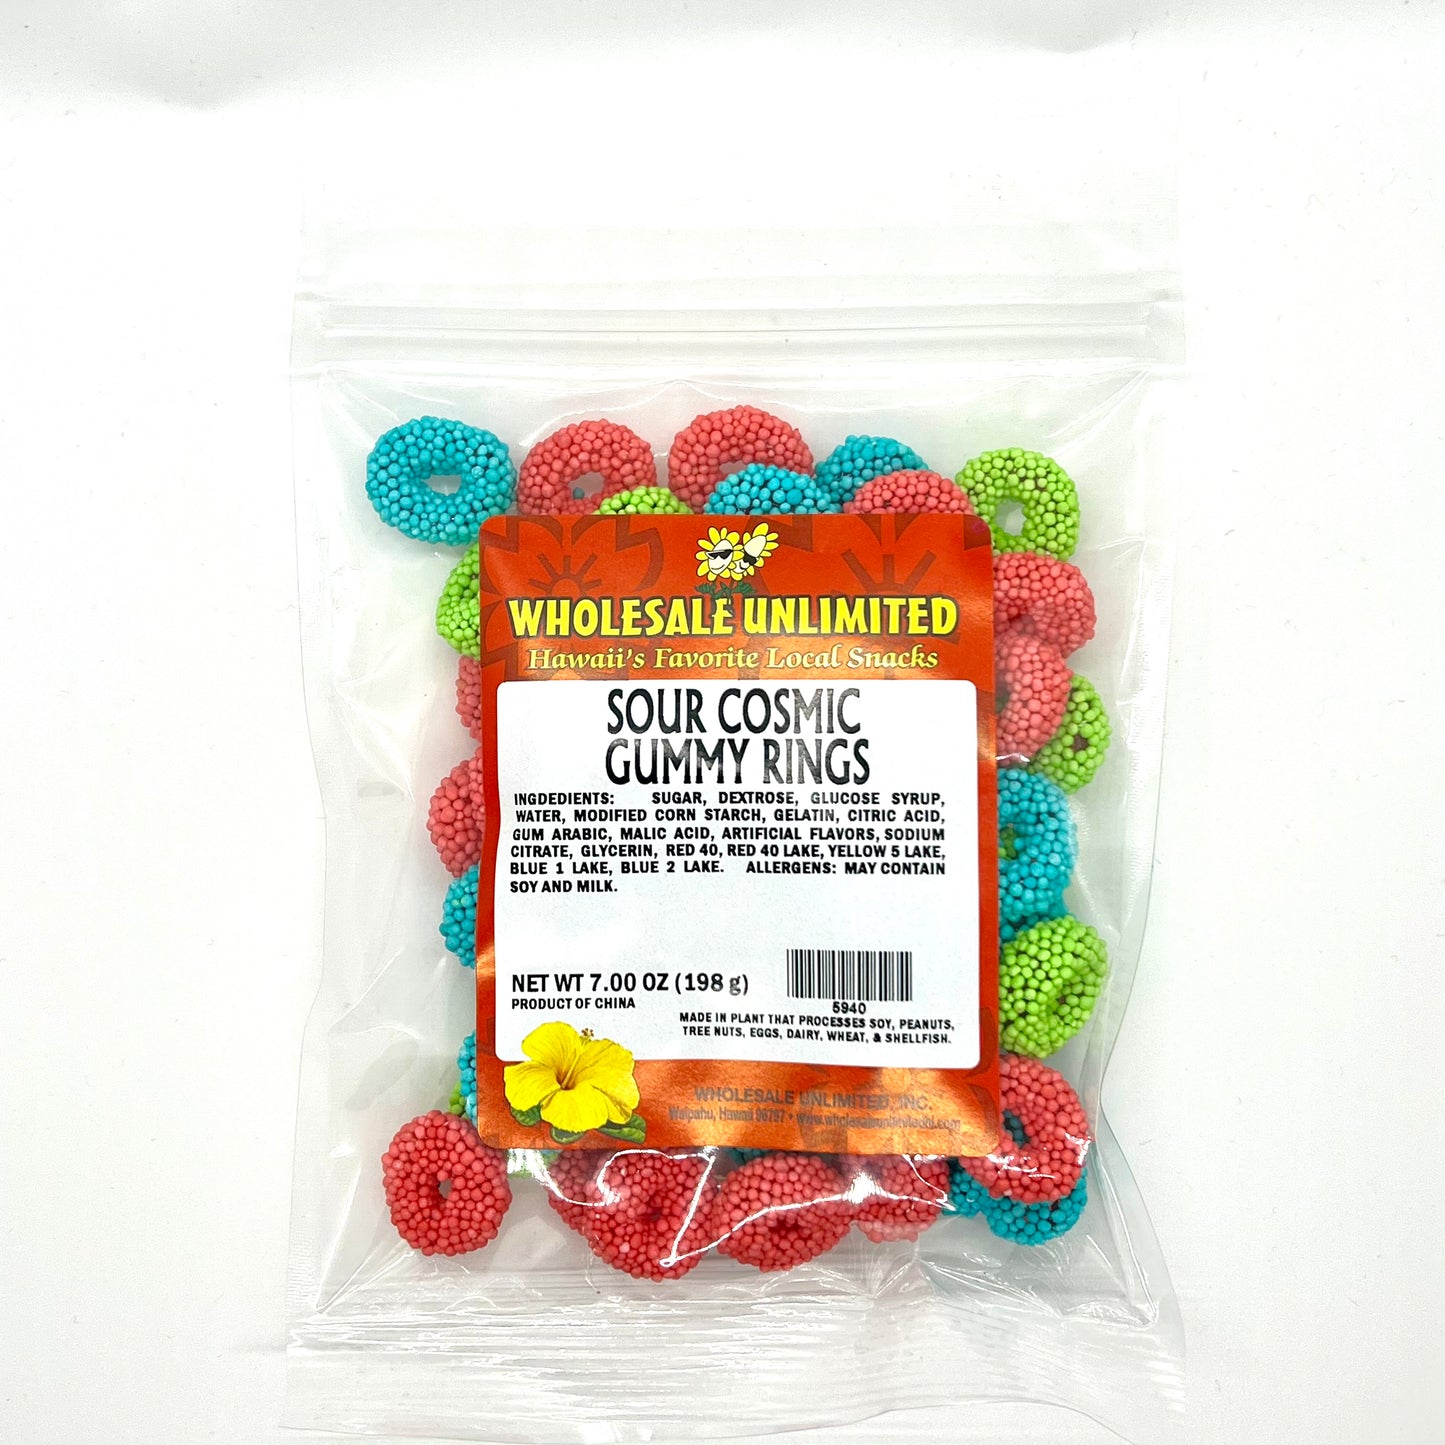 WHOLESALE UNLIMITED
Hawaii's Favorite Local Snacks
SOUR COSMIC
GUMMY RINGS
INGDEDIENTS: SUGAR, DEXTROSE, GLUCOSE SYRUP,
WATER, MODIFIED CORN STARCH, GELATIN, CITRIC ACID,
GUM ARABIC, MALIC ACID, ARTIFICIAL FLAVORS, SODIUM
CITRATE, GLYCERIN, RED 40, RED 40 LAKE, YELLOW 5 LAKE,
BLUE 1 LAKE, BLUE 2 LAKE. ALLERGENS: MAY CONTAIN
SOY AND MILK.
NET WT 7.00 OZ (198 g)
PRODUCT OF CHINA
5940
MADE IN PLANT THAT PROCESSES SOY, PEANUTS,
TREE NUTS, EGGS, DAIRY, WHEAT, & SHELLFISH.
WHOLESALE UNLIMITED, INC.
Waipahu, Hawaii 96797 •